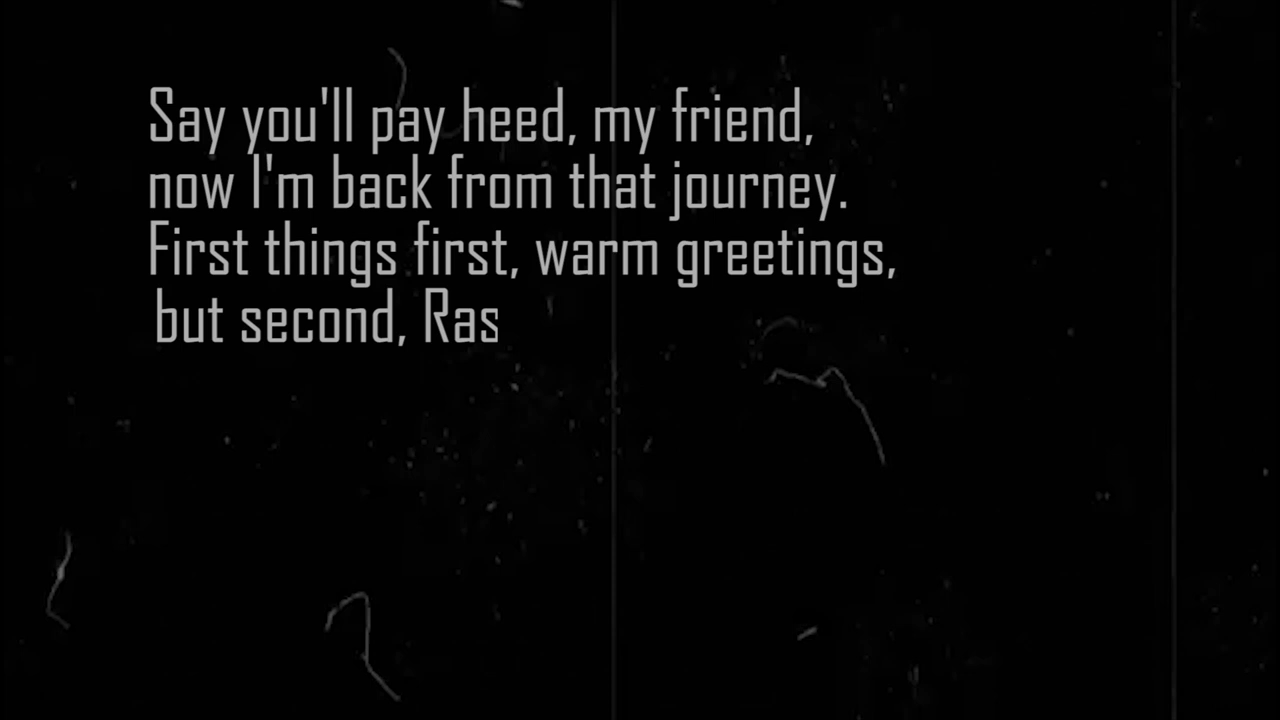 Say you'll pay heed, my friend,
now I'm back from that journey.
First things first, warm greetings,
but second, Ras